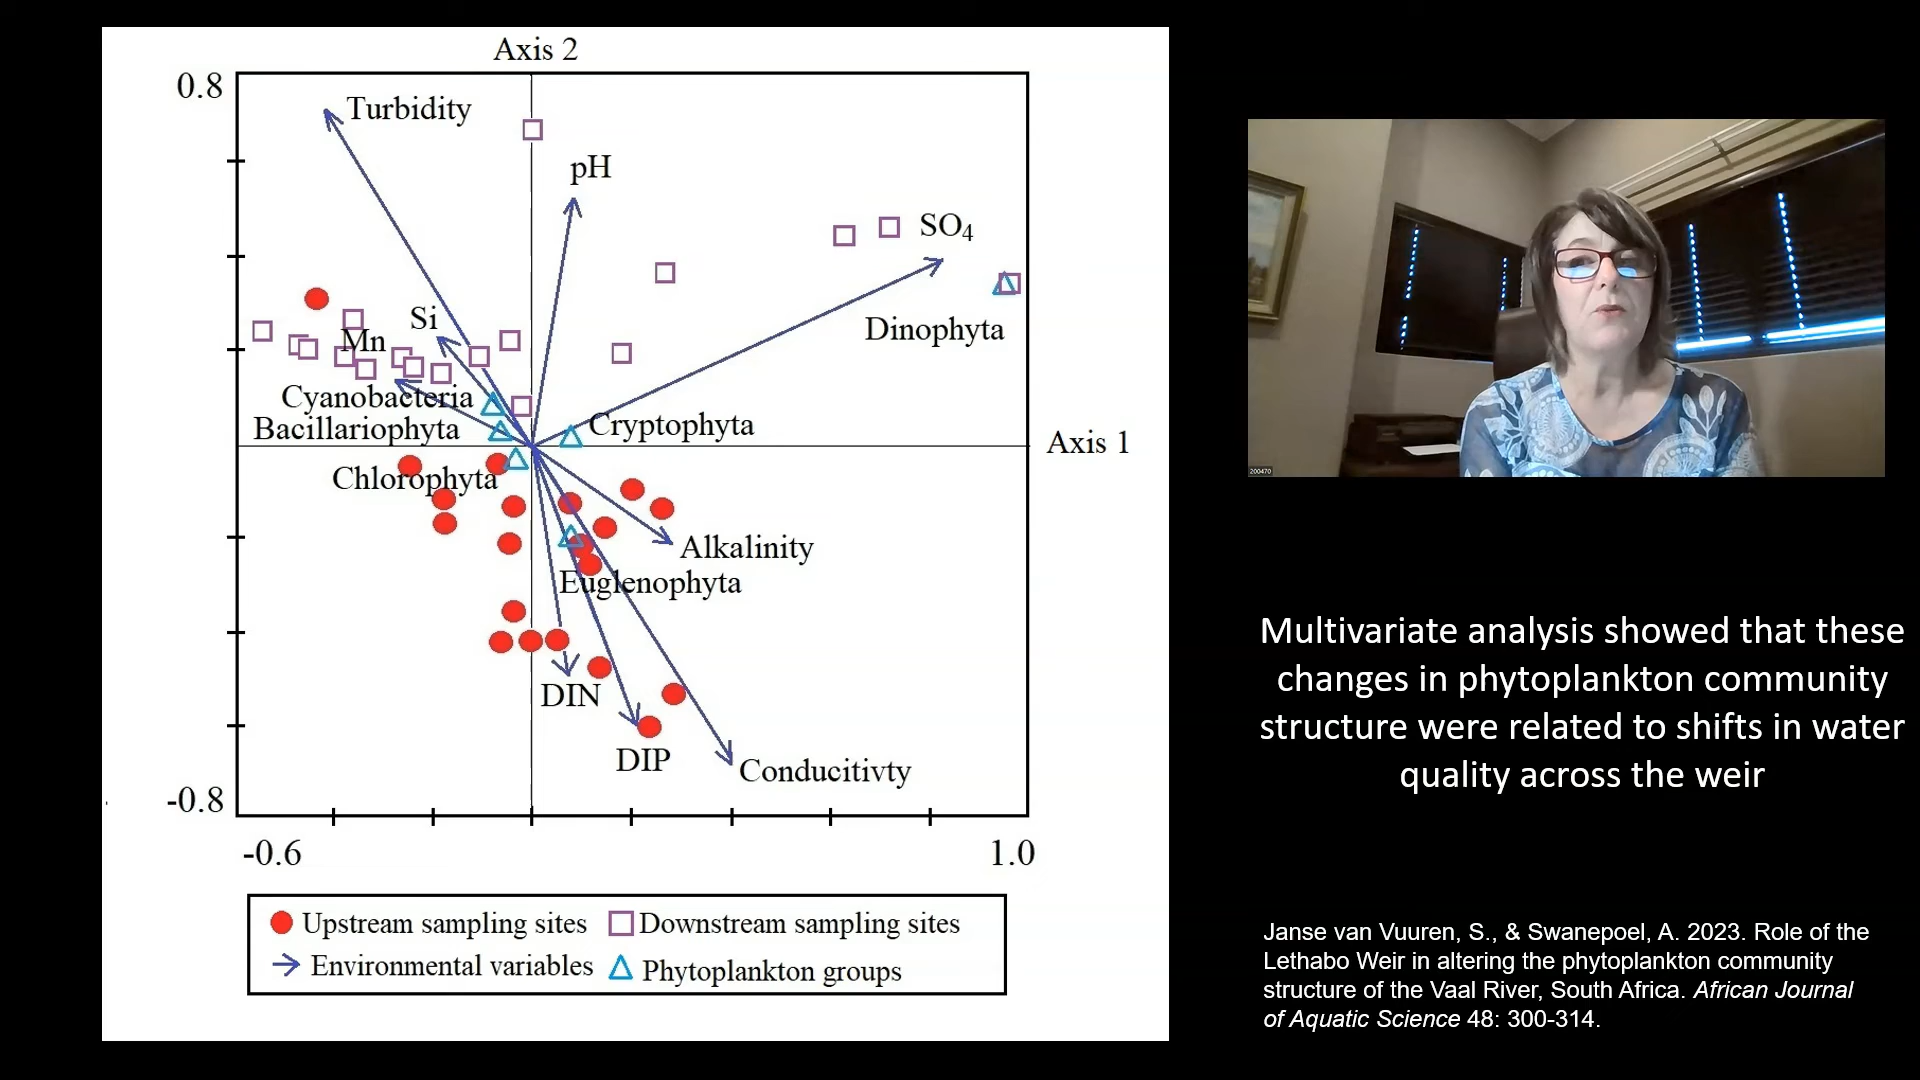 Axis 2
0.8
Turbidity
pH
SO4
Si
Mn
Dinophyta
Cyanobacteria
Bacillariophyta
Cryptophyta
Axis 1
Chlorophyta
Alkalinity
Euglenophyta
DIN
DIP
Conducitivty
-0.8
-0.6
1.0
Upstream sampling sites
Downstream sampling sites
Environmental variables
Phytoplankton groups
200470
Multivariate analysis showed that these
changes in phytoplankton community
structure were related to shifts in water
quality across the weir
Janse van Vuuren, S., & Swanepoel, A. 2023. Role of the
Lethabo Weir in altering the phytoplankton community
structure of the Vaal River, South Africa. African Journal
of Aquatic Science 48: 300-314.